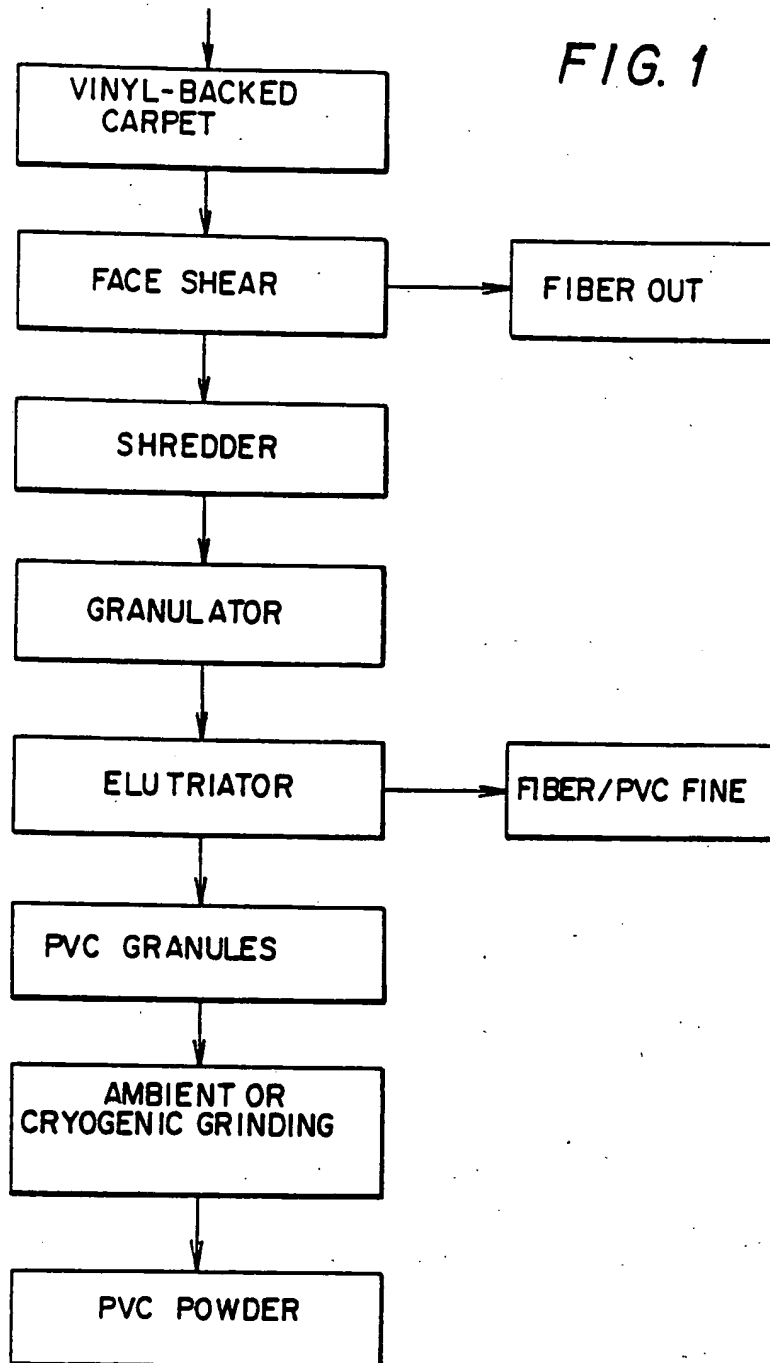 FIG. 1
VINYL-BACKED
CARPET
FACE SHEAR
FIBER OUT
SHREDDER
GRANULATOR
ELUTRIATOR
FIBER/PVC FINE
PVC GRANULES
AMBIENT OR
CRYOGENIC GRINDING
PVC POWDER